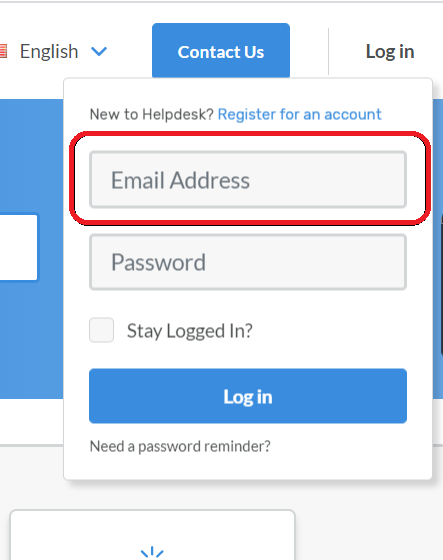 English
Contact Us
Log in
New to Helpdesk? Register for an account
Email Address
Password
Stay Logged In?
Log in
Need a password reminder?